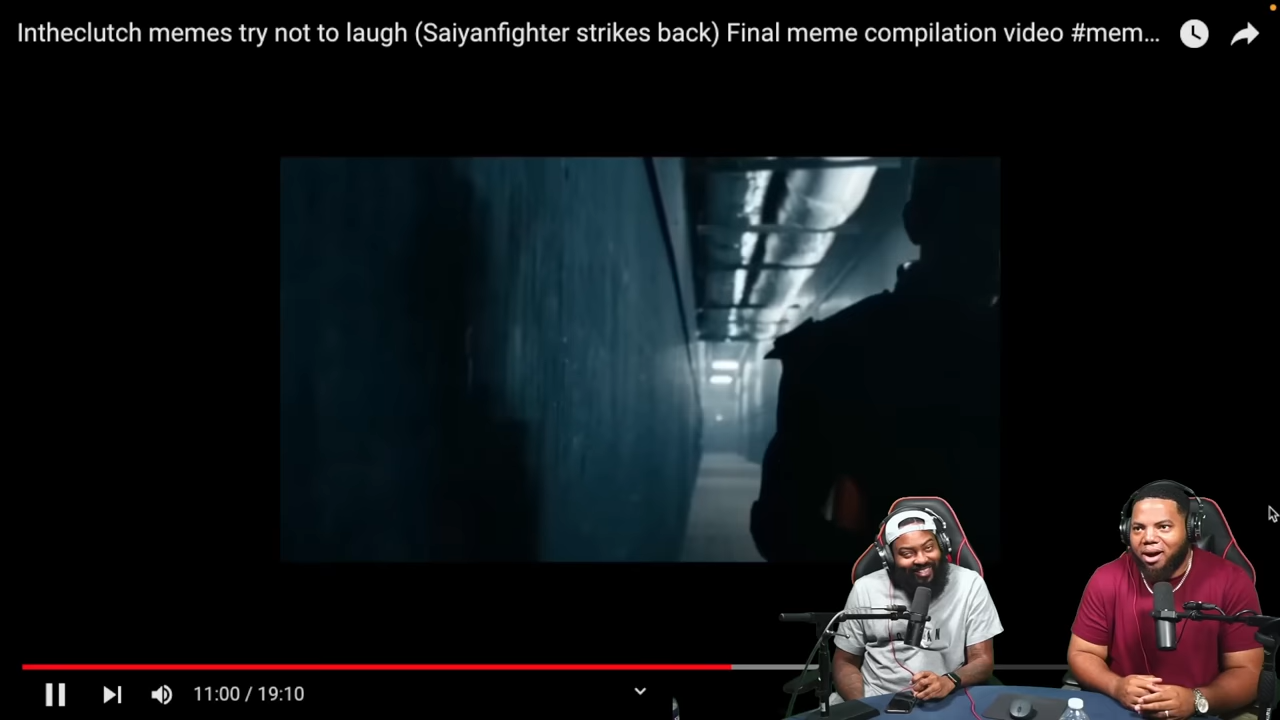 Intheclutch memes try not to laugh (Saiyanfighter strikes back) Final meme compilation video #mem...
11:00 / 19:10